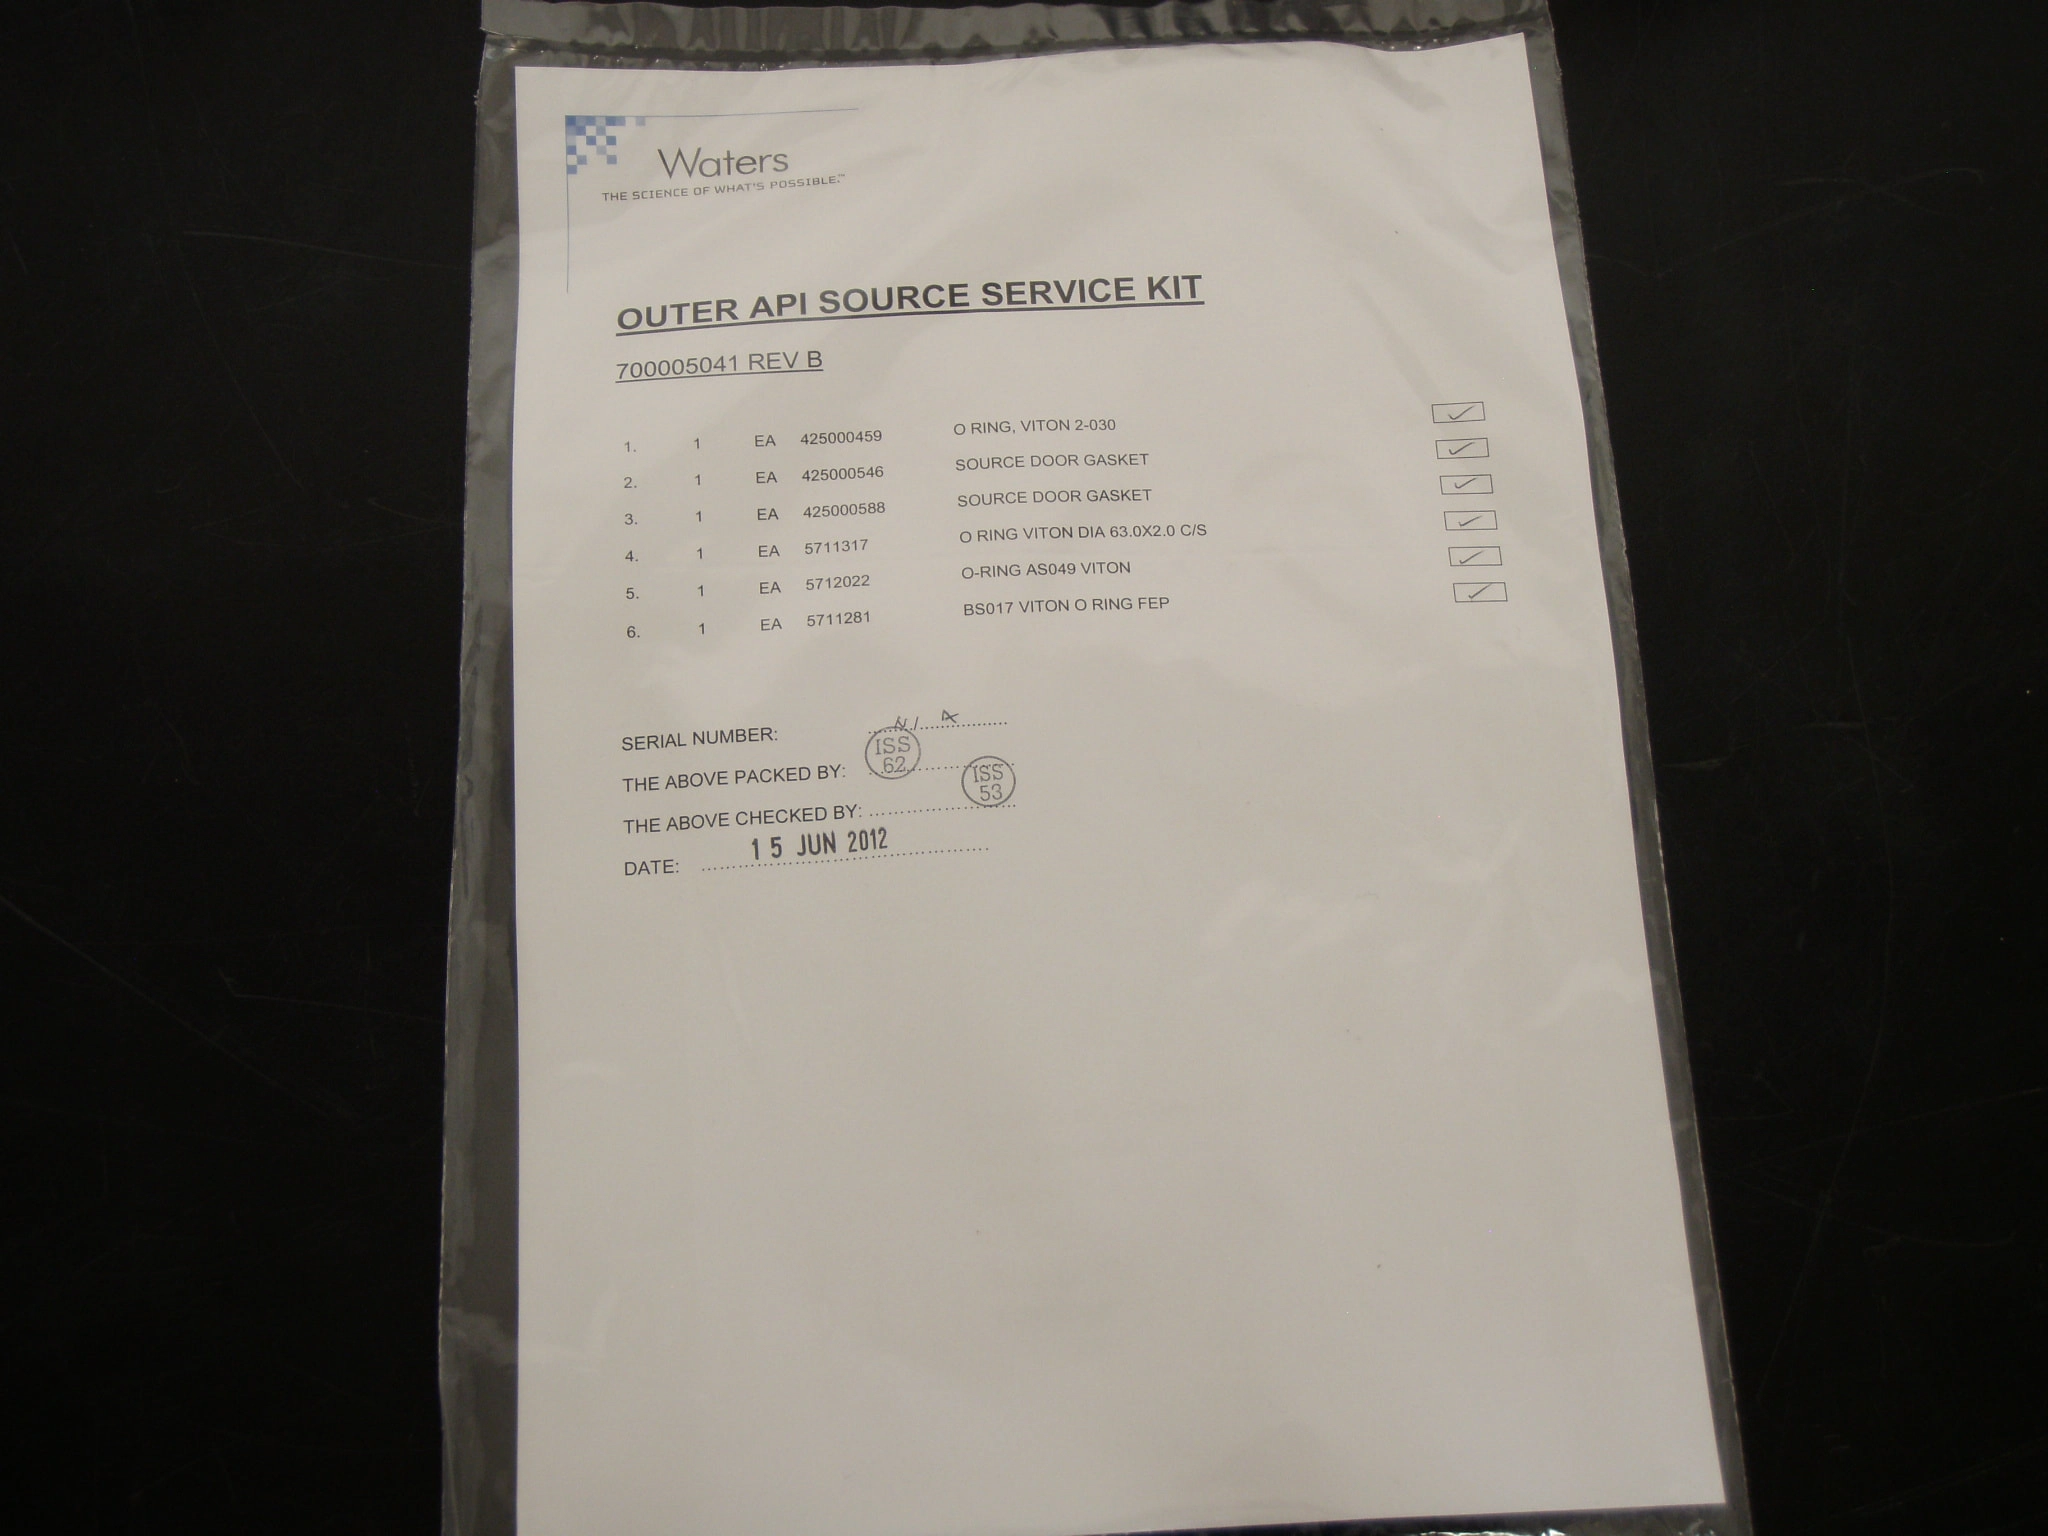 Waters
THE SCIENCE OF WHAT'S POSSIBLE.™
OUTER API SOURCE SERVICE KIT
700005041 REV B
1. 1 EA 425000459 O RING, VITON 2-030
2. 1 EA 425000546 SOURCE DOOR GASKET
3. 1 EA 425000588 SOURCE DOOR GASKET
4. 1 EA 5711317 O RING VITON DIA 63.0X2.0 C/S
5. 1 EA 5712022 O-RING AS049 VITON
6. 1 EA 5711281 BS017 VITON O RING FEP
SERIAL NUMBER: N/A
THE ABOVE PACKED BY: ISS 62
THE ABOVE CHECKED BY: ISS 53
DATE: 15 JUN 2012